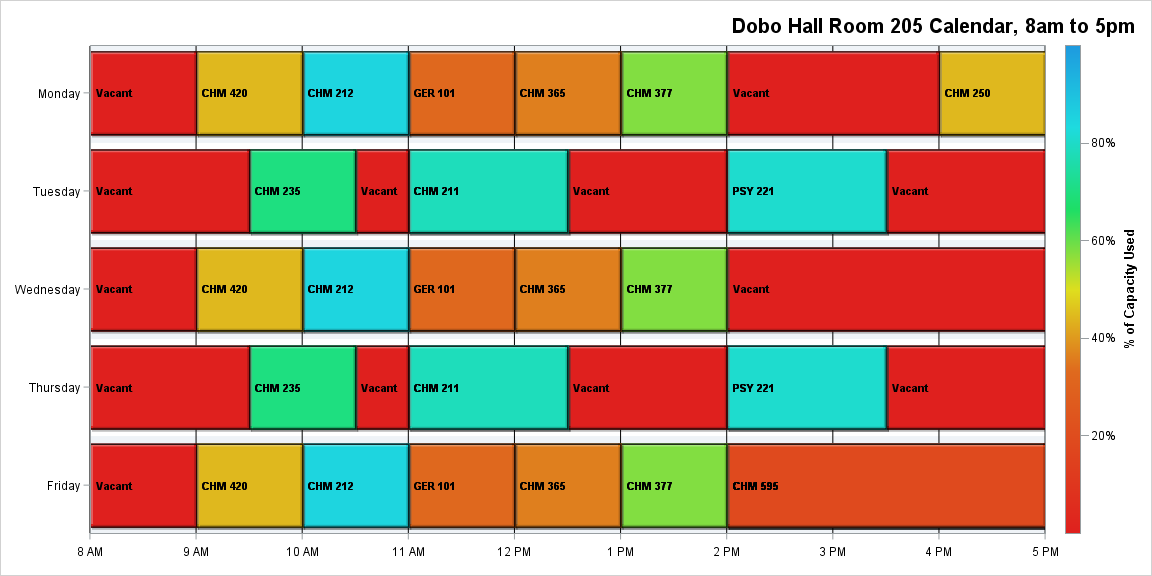 Dobo Hall Room 205 Calendar, 8am to 5pm
Monday Vacant CHM 420 CHM 212 GER 101 CHM 365 CHM 377 Vacant CHM 250
Tuesday Vacant CHM 235 Vacant CHM 211 Vacant PSY 221 Vacant
Wednesday Vacant CHM 420 CHM 212 GER 101 CHM 365 CHM 377 Vacant
Thursday Vacant CHM 235 Vacant CHM 211 Vacant PSY 221 Vacant
Friday Vacant CHM 420 CHM 212 GER 101 CHM 365 CHM 377 CHM 595
8 AM 9 AM 10 AM 11 AM 12 PM 1 PM 2 PM 3 PM 4 PM 5 PM
80%
60%
40%
20%
% of Capacity Used